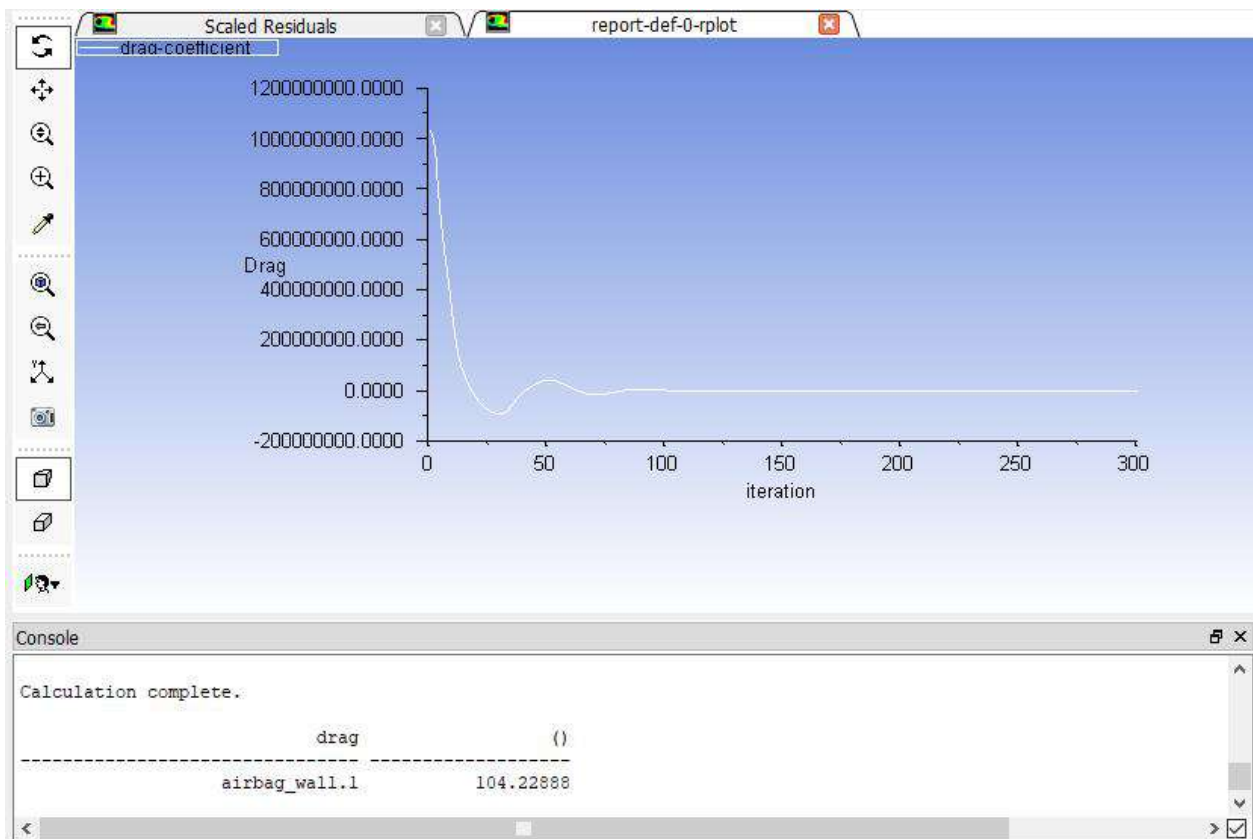 Scaled Residuals
report-def-0-rplot
drag-coefficient
1200000000.0000
1000000000.0000
800000000.0000
600000000.0000
Drag
400000000.0000
200000000.0000
0.0000
-200000000.0000
0 50 100 150 200 250 300
iteration
Console
Calculation complete.
drag ()
-------------------------------- -------------------
airbag_wall.1 104.22888